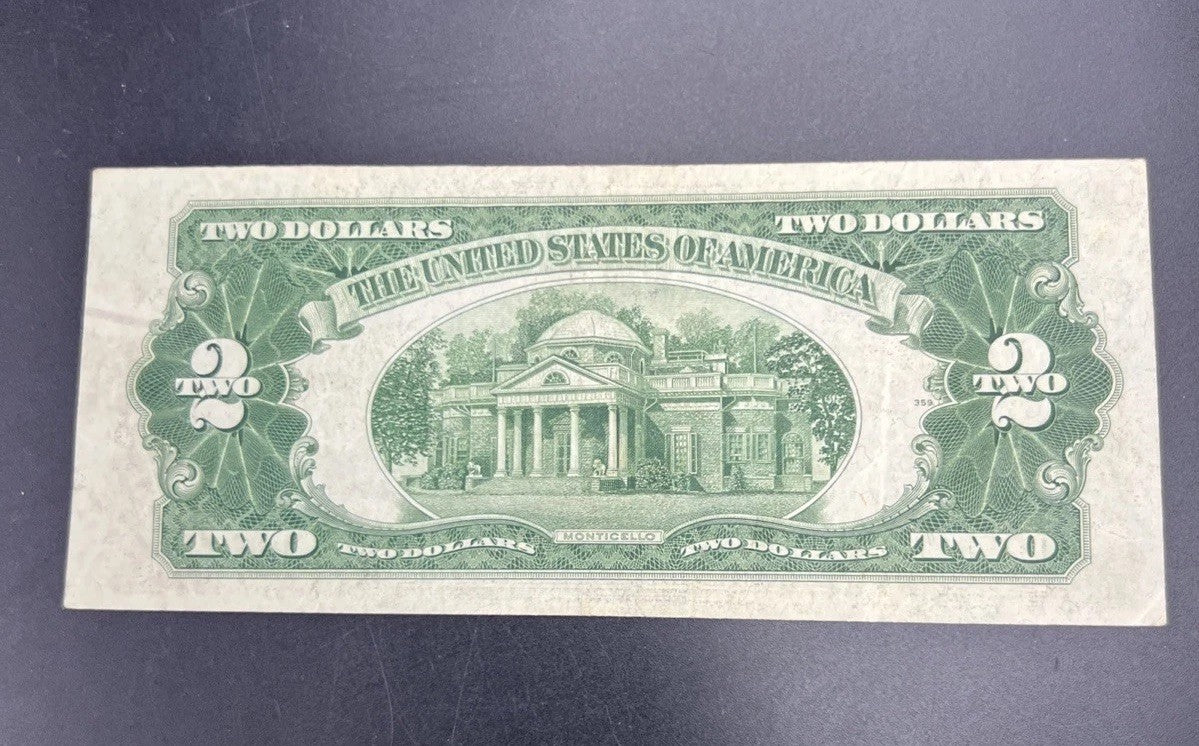 TWO DOLLARS TWO DOLLARS
THE UNITED STATES OF AMERICA
2 2
TWO TWO
359
MONTICELLO
TWO TWO DOLLARS TWO DOLLARS TWO